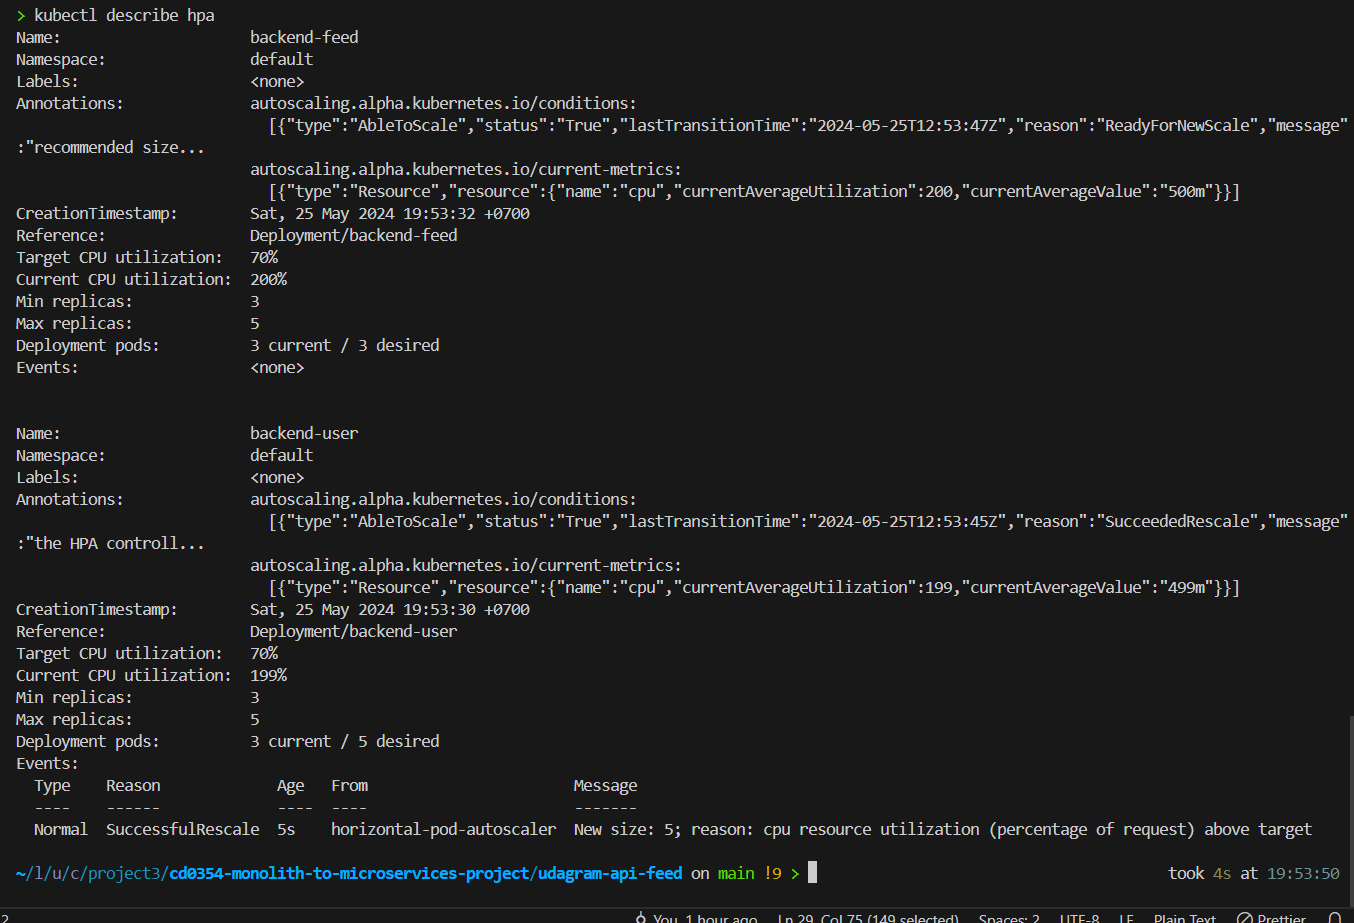 > kubectl describe hpa
Name: backend-feed
Namespace: default
Labels: <none>
Annotations: autoscaling.alpha.kubernetes.io/conditions:
[{"type":"AbleToScale","status":"True","lastTransitionTime":"2024-05-25T12:53:47Z","reason":"ReadyForNewScale","message"
:"recommended size...
autoscaling.alpha.kubernetes.io/current-metrics:
[{"type":"Resource","resource":{"name":"cpu","currentAverageUtilization":200,"currentAverageValue":"500m"}}]
CreationTimestamp: Sat, 25 May 2024 19:53:32 +0700
Reference: Deployment/backend-feed
Target CPU utilization: 70%
Current CPU utilization: 200%
Min replicas: 3
Max replicas: 5
Deployment pods: 3 current / 3 desired
Events: <none>
Name: backend-user
Namespace: default
Labels: <none>
Annotations: autoscaling.alpha.kubernetes.io/conditions:
[{"type":"AbleToScale","status":"True","lastTransitionTime":"2024-05-25T12:53:45Z","reason":"SucceededRescale","message"
:"the HPA controll...
autoscaling.alpha.kubernetes.io/current-metrics:
[{"type":"Resource","resource":{"name":"cpu","currentAverageUtilization":199,"currentAverageValue":"499m"}}]
CreationTimestamp: Sat, 25 May 2024 19:53:30 +0700
Reference: Deployment/backend-user
Target CPU utilization: 70%
Current CPU utilization: 199%
Min replicas: 3
Max replicas: 5
Deployment pods: 3 current / 5 desired
Events:
Type Reason Age From Message
---- ------ ---- ---- -------
Normal SuccessfulRescale 5s horizontal-pod-autoscaler New size: 5; reason: cpu resource utilization (percentage of request) above target
~/l/u/c/project3/cd0354-monolith-to-microservices-project/udagram-api-feed on main !9 > took 4s at 19:53:50
2 You, 1 hour ago Ln 29, Col 75 (149 selected) Spaces: 2 UTF-8 LF Plain Text Prettier